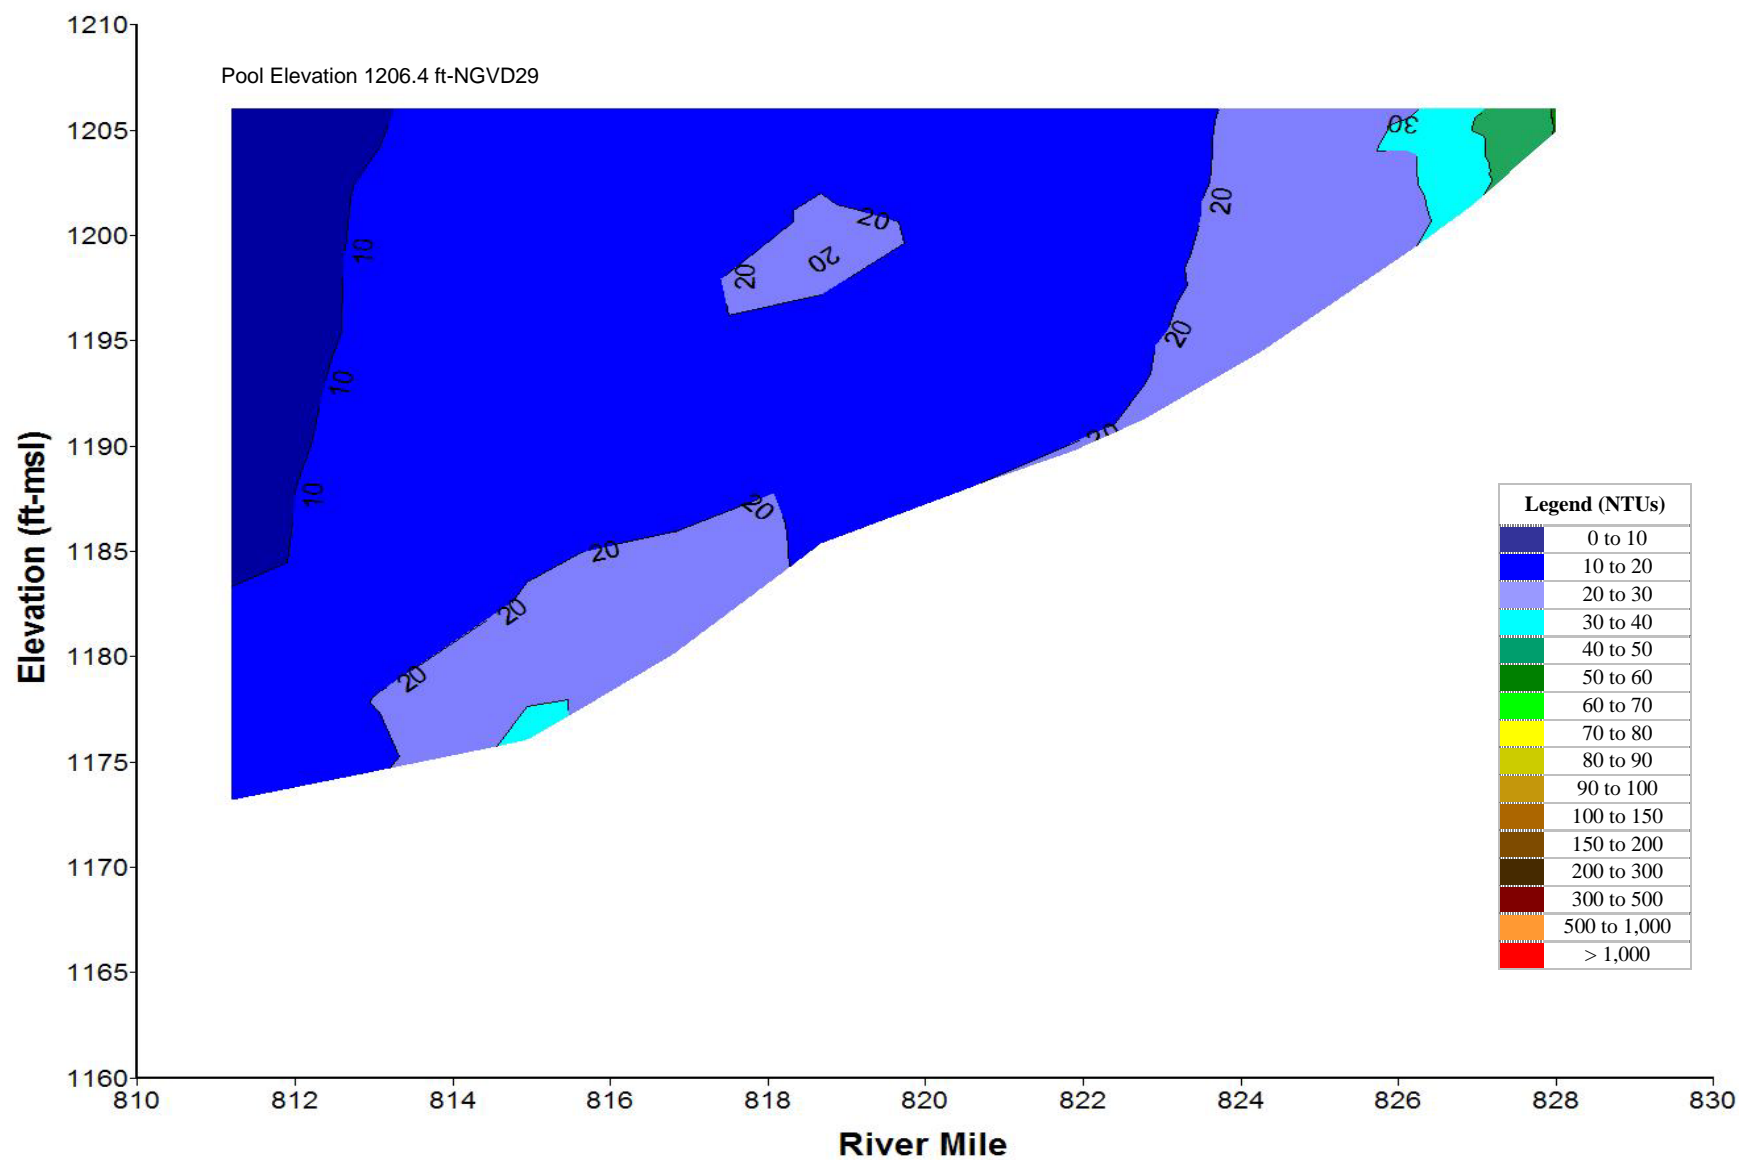 Pool Elevation 1206.4 ft-NGVD29
1210
1205
1200
1195
1190
1185
1180
1175
1170
1165
1160
Elevation (ft-msl)
810 812 814 816 818 820 822 824 826 828 830
River Mile
10
10
10
20
20
20
20
20
20
20
20
20
20
20
30
Legend (NTUs)
0 to 10
10 to 20
20 to 30
30 to 40
40 to 50
50 to 60
60 to 70
70 to 80
80 to 90
90 to 100
100 to 150
150 to 200
200 to 300
300 to 500
500 to 1,000
> 1,000